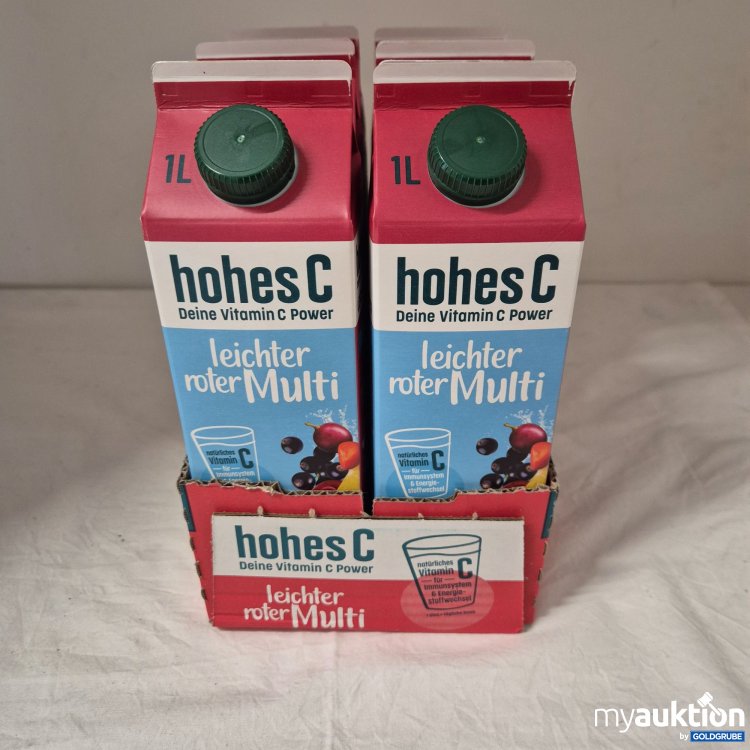 1L
hohes C
Deine Vitamin C Power
leichter
roter Multi
natürliches
Vitamin C
für
Immunsystem
1L
hohes C
Deine Vitamin C Power
leichter
roter Multi
natürliches
Vitamin C
für
Immunsystem
& Energie-
stoffwechsel
hohes C
Deine Vitamin C Power
leichter
roter Multi
natürliches
Vitamin C
für
Immunsystem
& Energie-
stoffwechsel
myauktion
by GOLDGRUBE